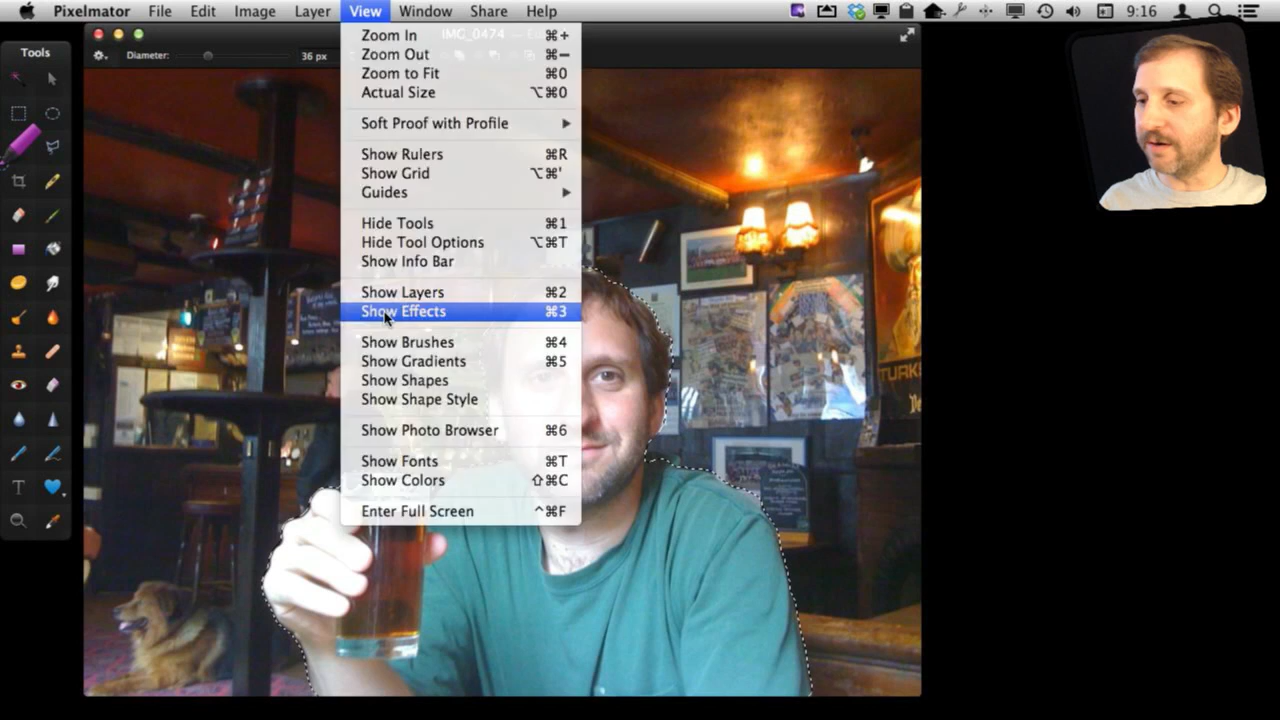 Pixelmator File Edit Image Layer View Window Share Help 9:16
IMG_0474
Tools
Diameter: 36 px
Zoom In ⌘+
Zoom Out ⌘−
Zoom to Fit ⌘0
Actual Size ⌥⌘0
Soft Proof with Profile
Show Rulers ⌘R
Show Grid ⌥⌘'
Guides
Hide Tools ⌘1
Hide Tool Options ⌥⌘T
Show Info Bar
Show Layers ⌘2
Show Effects ⌘3
Show Brushes ⌘4
Show Gradients ⌘5
Show Shapes
Show Shape Style
Show Photo Browser ⌘6
Show Fonts ⌘T
Show Colors ⇧⌘C
Enter Full Screen ^⌘F
TURKS